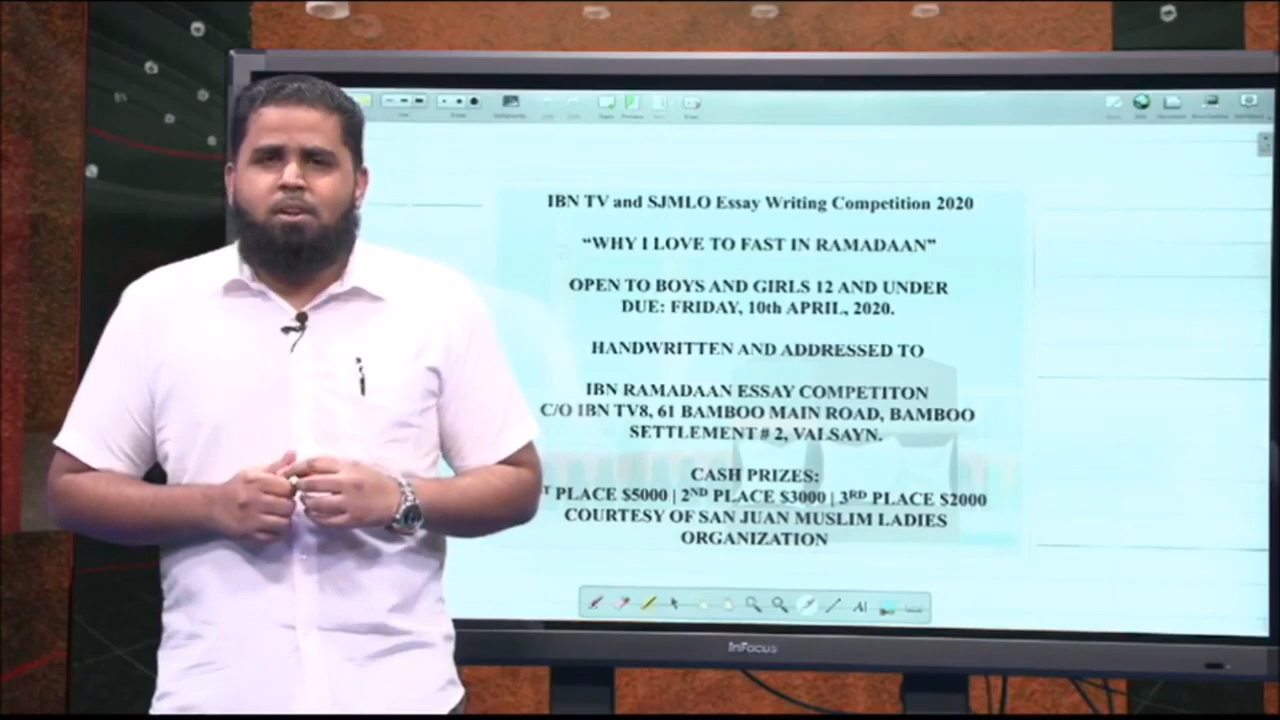 IBN TV and SJMLO Essay Writing Competition 2020
“WHY I LOVE TO FAST IN RAMADAAN”
OPEN TO BOYS AND GIRLS 12 AND UNDER
DUE: FRIDAY, 10th APRIL, 2020.
HANDWRITTEN AND ADDRESSED TO
IBN RAMADAAN ESSAY COMPETITON
C/O IBN TV8, 61 BAMBOO MAIN ROAD, BAMBOO
SETTLEMENT # 2, VALSAYN.
CASH PRIZES:
PLACE $5000 | 2ND PLACE $3000 | 3RD PLACE $2000
COURTESY OF SAN JUAN MUSLIM LADIES
ORGANIZATION
InFocus